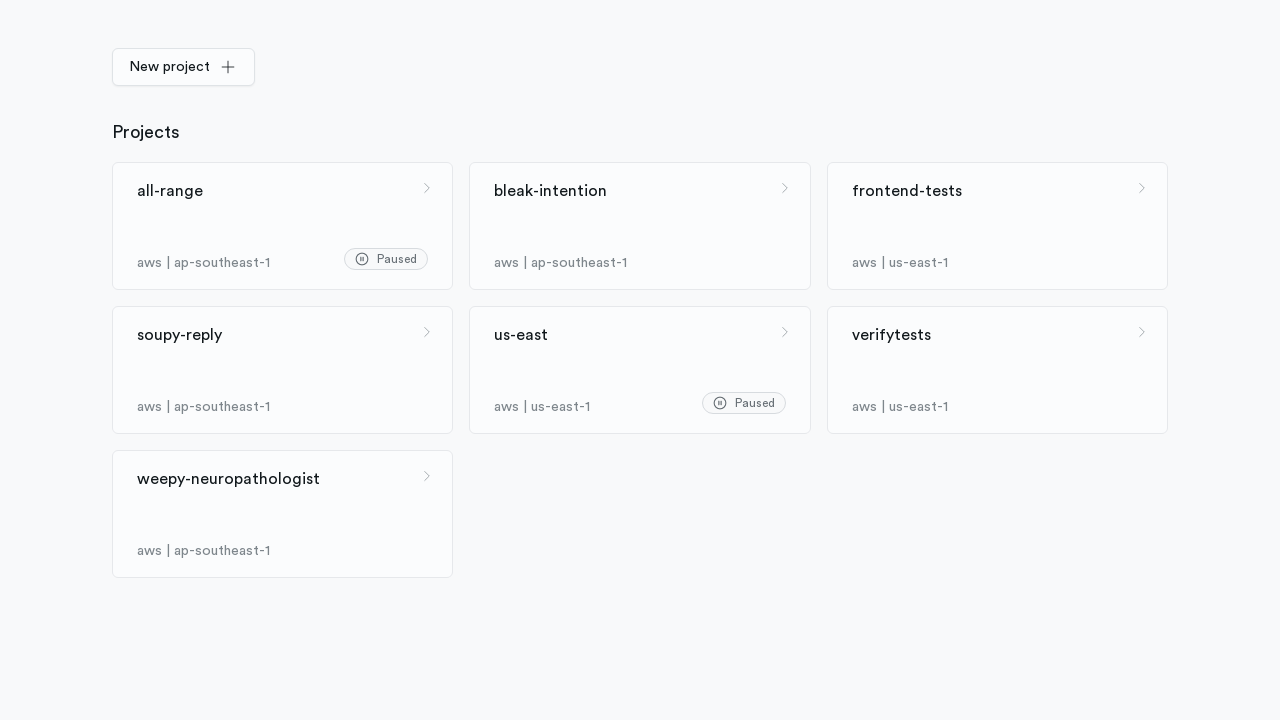 New project
Projects
all-range
aws | ap-southeast-1
Paused
bleak-intention
aws | ap-southeast-1
frontend-tests
aws | us-east-1
soupy-reply
aws | ap-southeast-1
us-east
aws | us-east-1
Paused
verifytests
aws | us-east-1
weepy-neuropathologist
aws | ap-southeast-1